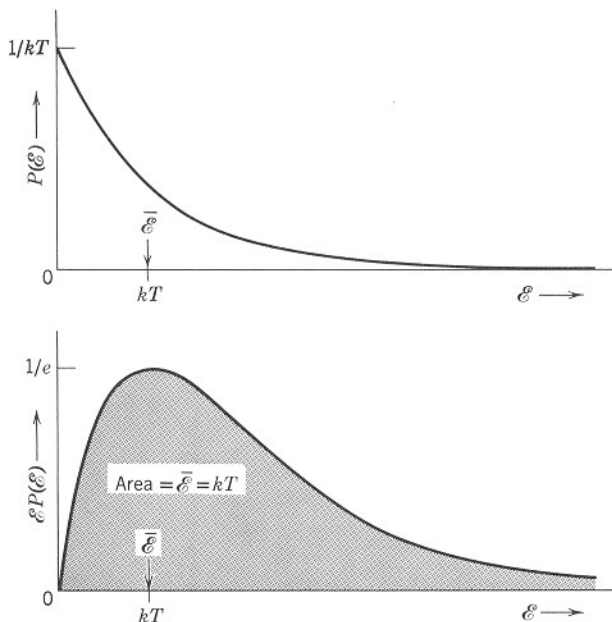 1/kT
P(ℰ) ⟶
ℰ̅
0
kT
ℰ ⟶
1/e
ℰP(ℰ) ⟶
Area = ℰ̅ = kT
ℰ̅
0
kT
ℰ ⟶